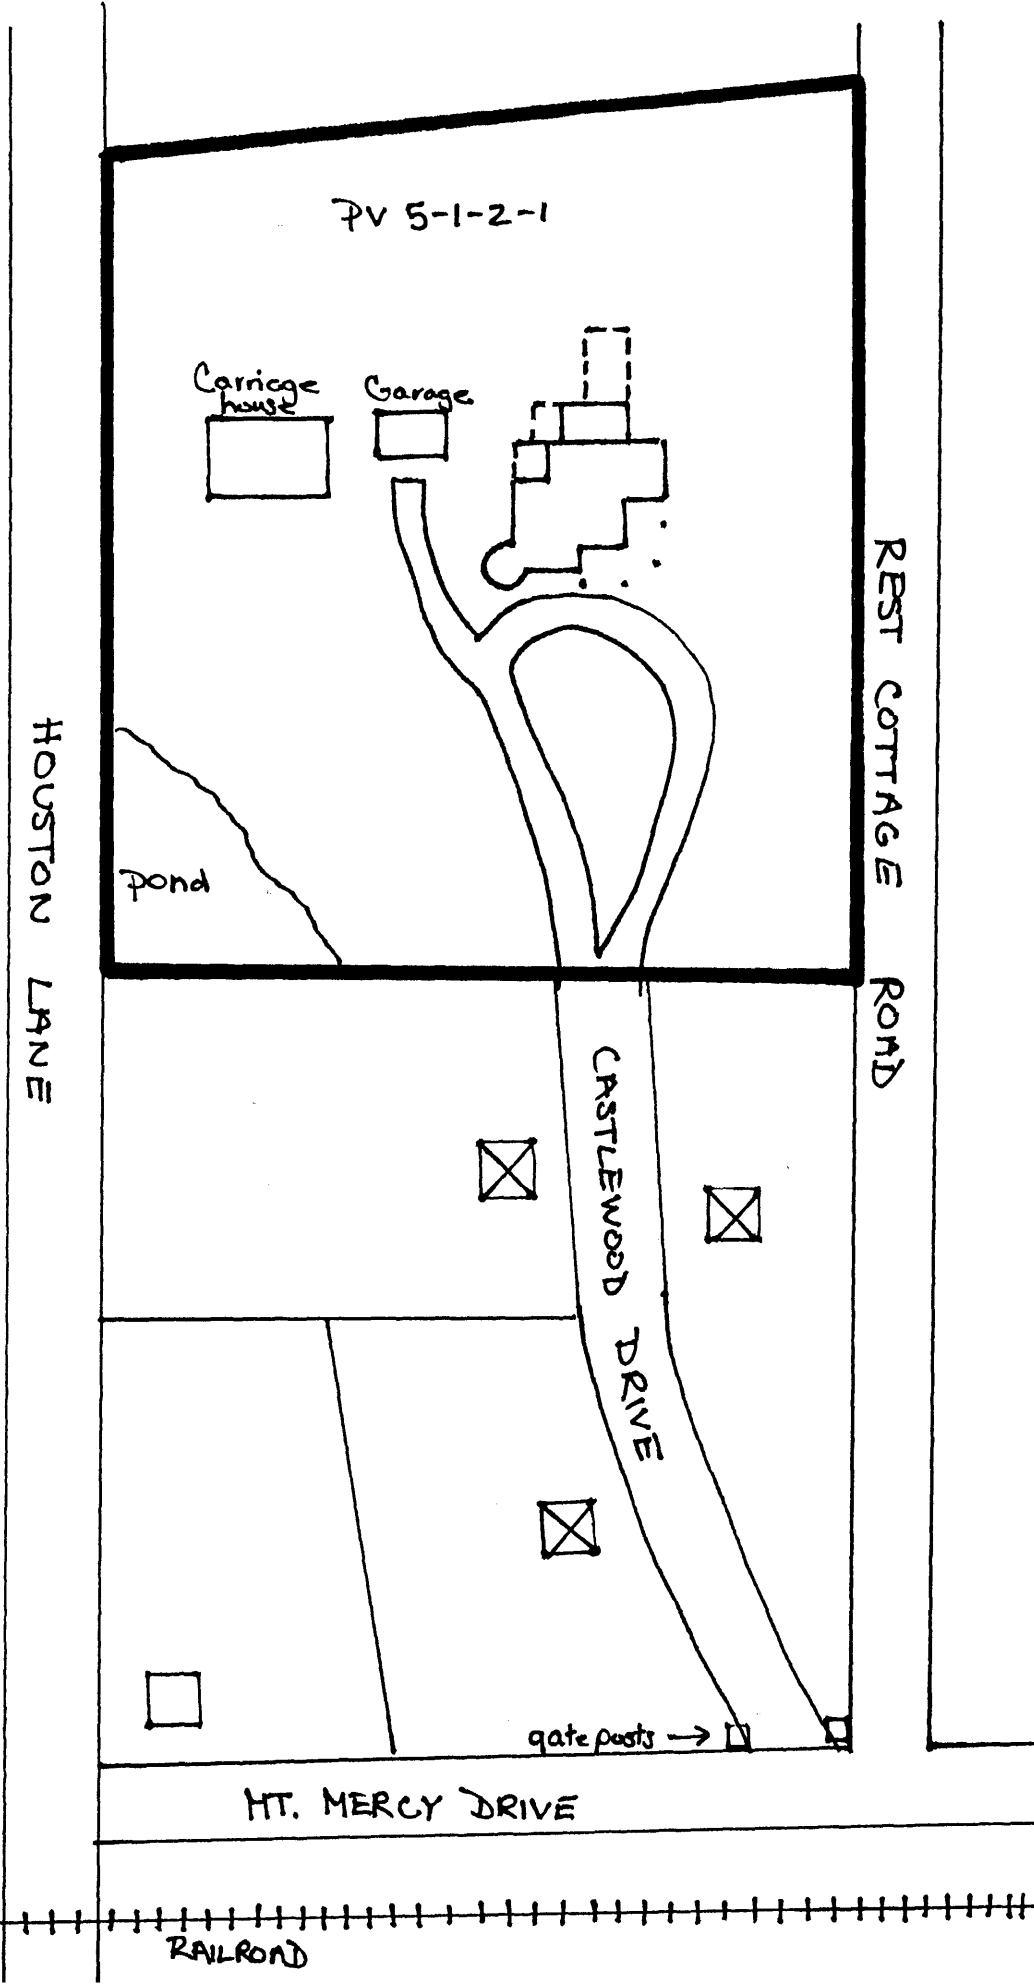 PV 5-1-2-1
Carriage
house
Garage
REST COTTAGE ROAD
HOUSTON LANE
pond
CASTLEWOOD DRIVE
gate posts →
MT. MERCY DRIVE
RAILROAD